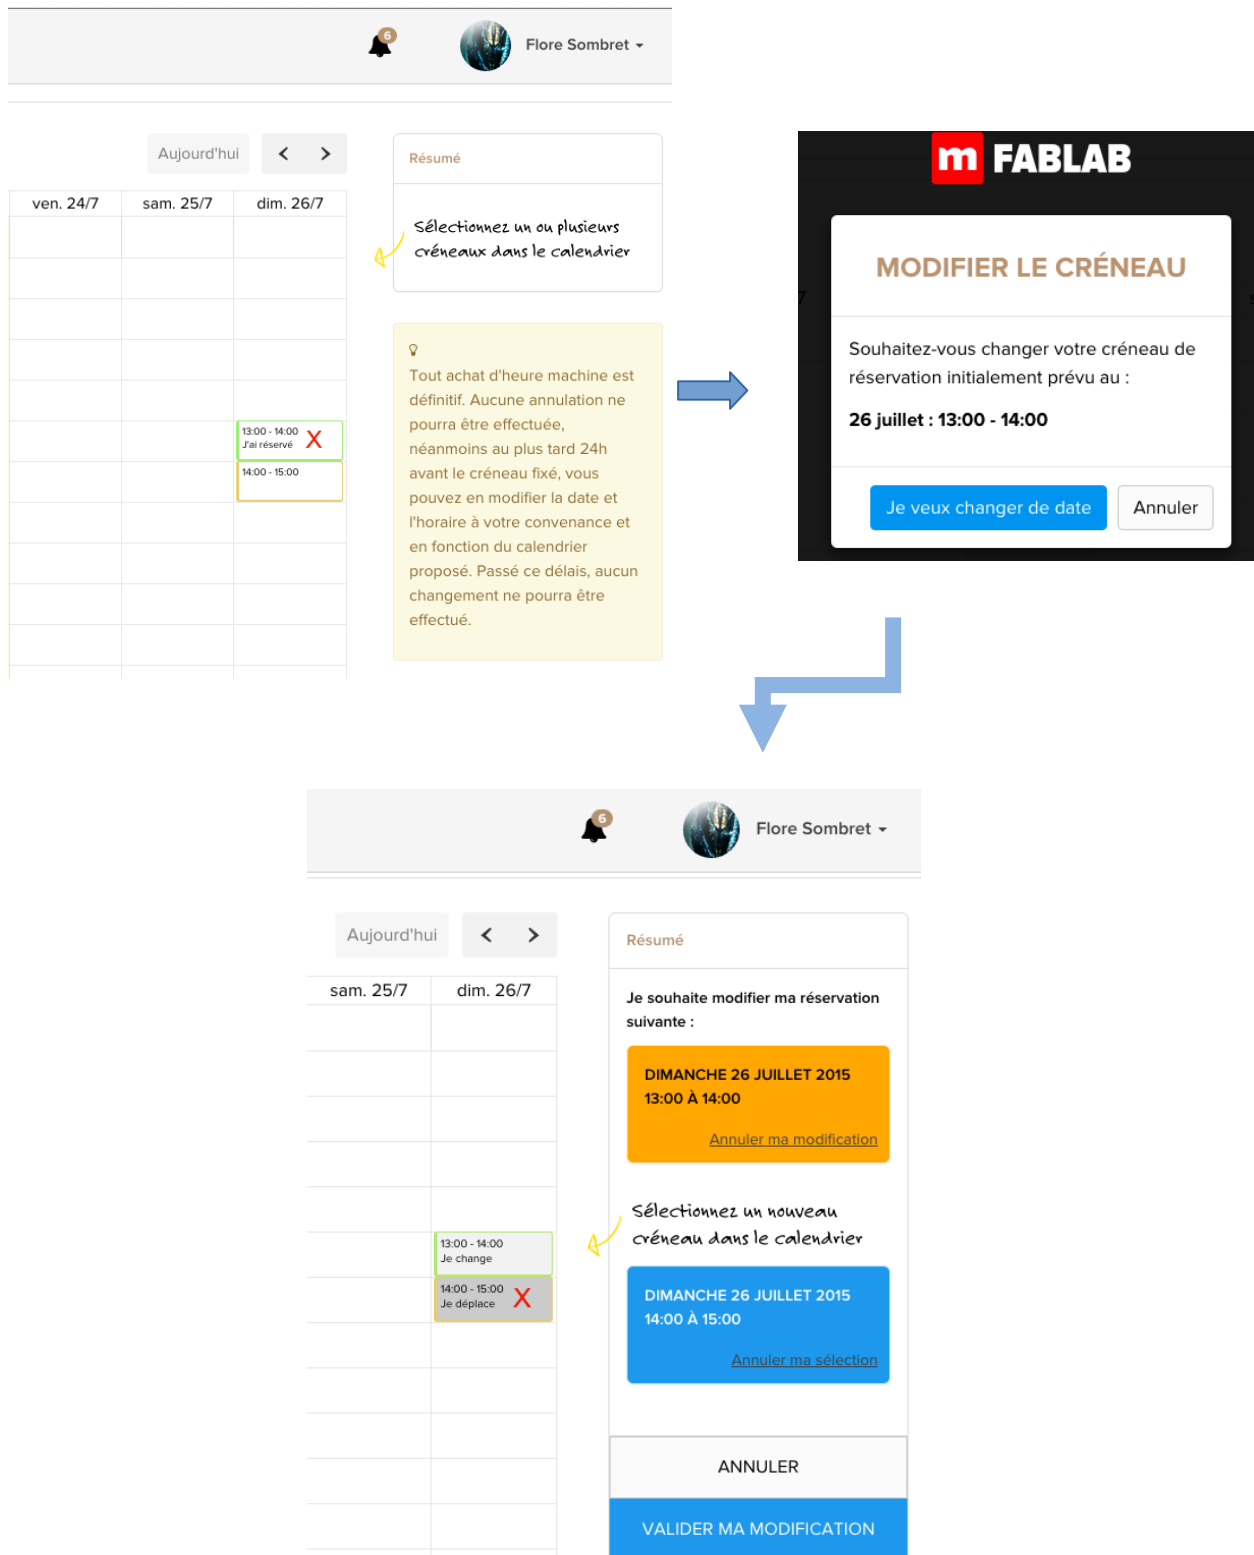 6
Flore Sombret
Aujourd'hui < >
ven. 24/7 sam. 25/7 dim. 26/7
13:00 - 14:00
J'ai réservé X
14:00 - 15:00
Résumé
Sélectionnez un ou plusieurs
créneaux dans le calendrier
Tout achat d'heure machine est
définitif. Aucune annulation ne
pourra être effectuée,
néanmoins au plus tard 24h
avant le créneau fixé, vous
pouvez en modifier la date et
l'horaire à votre convenance et
en fonction du calendrier
proposé. Passé ce délais, aucun
changement ne pourra être
effectué.
m FABLAB
7
MODIFIER LE CRÉNEAU
Souhaitez-vous changer votre créneau de
réservation initialement prévu au :
26 juillet : 13:00 - 14:00
Je veux changer de date Annuler
6
Flore Sombret
Aujourd'hui < >
sam. 25/7 dim. 26/7
13:00 - 14:00
Je change
14:00 - 15:00
Je déplace X
Résumé
Je souhaite modifier ma réservation
suivante :
DIMANCHE 26 JUILLET 2015
13:00 À 14:00
Annuler ma modification
Sélectionnez un nouveau
créneau dans le calendrier
DIMANCHE 26 JUILLET 2015
14:00 À 15:00
Annuler ma sélection
ANNULER
VALIDER MA MODIFICATION